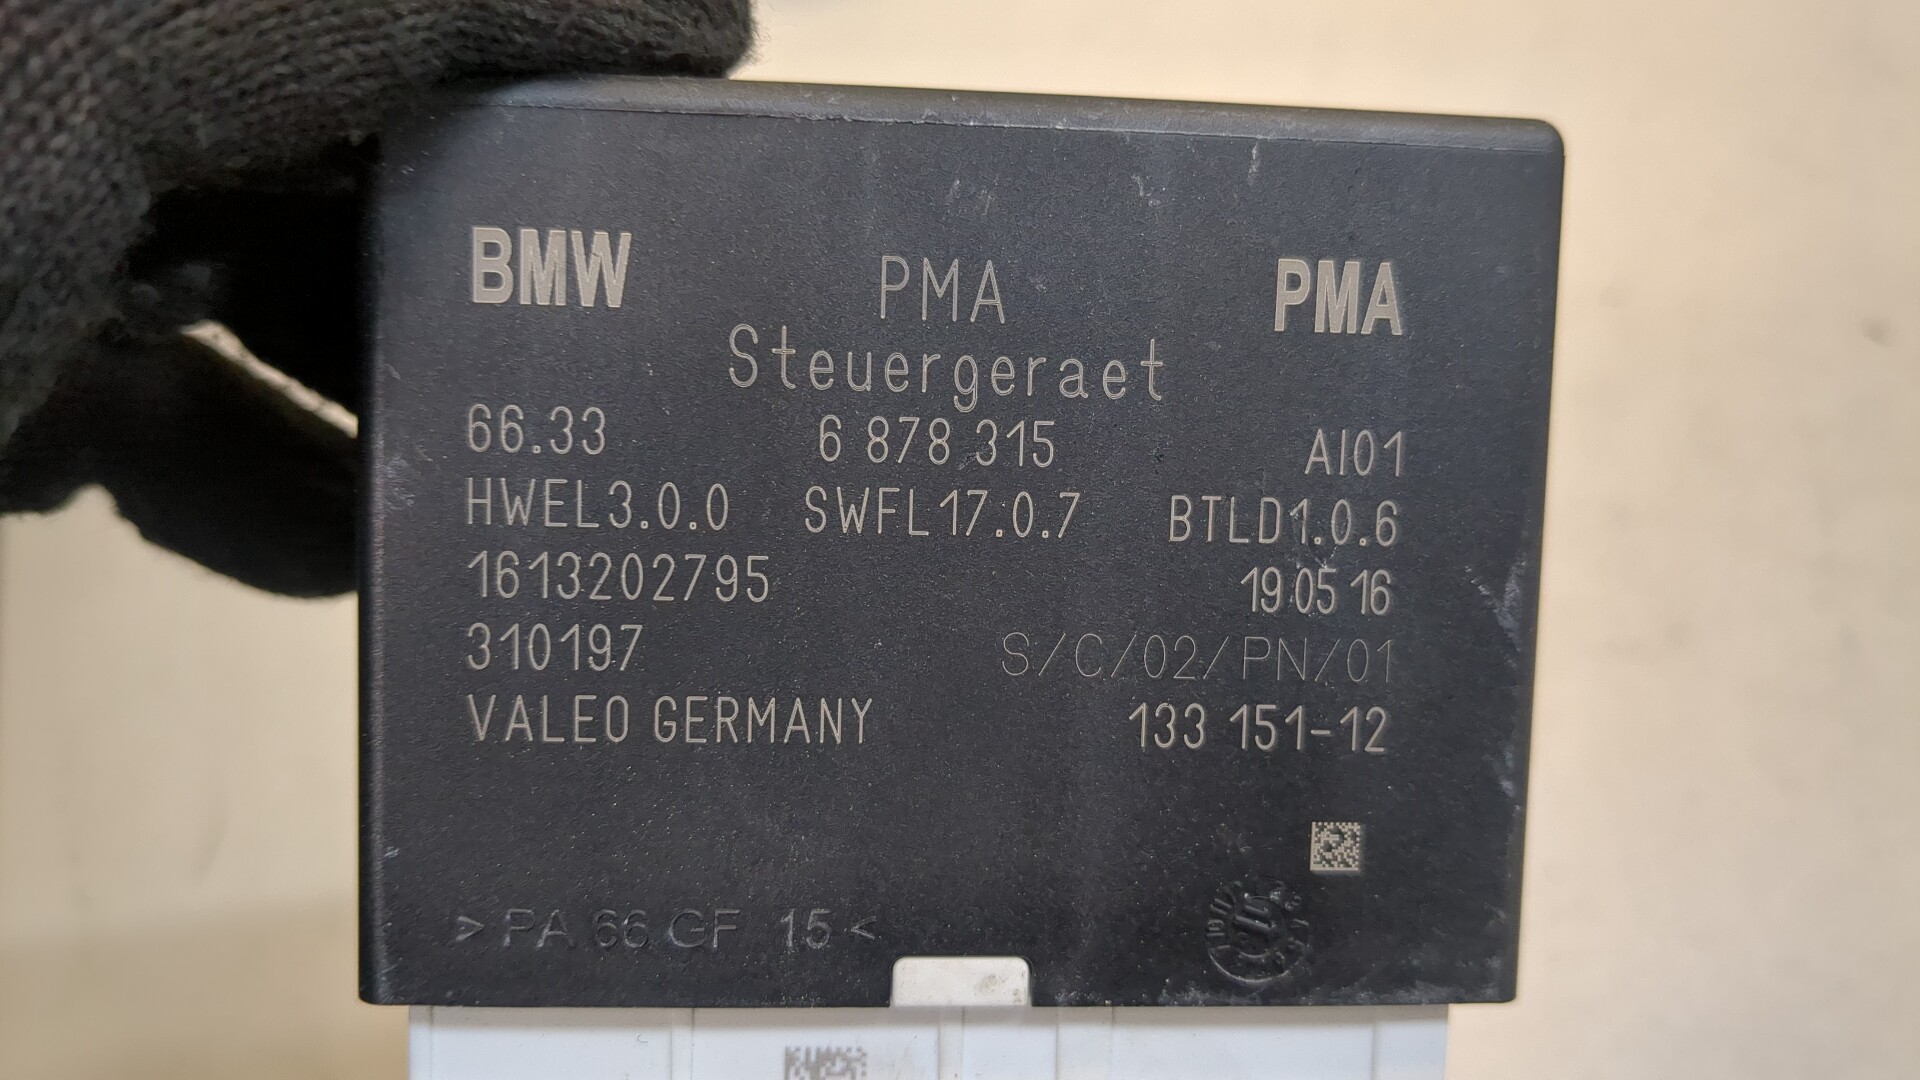 BMW PMA PMA
Steuergeraet
66.33 6 878 315 AI01
HWEL3.0.0 SWFL17.0.7 BTLD1.0.6
1613202795 19 05 16
310197 S/C/02/PN/01
VALEO GERMANY 133 151-12
> PA 66 GF 15 <